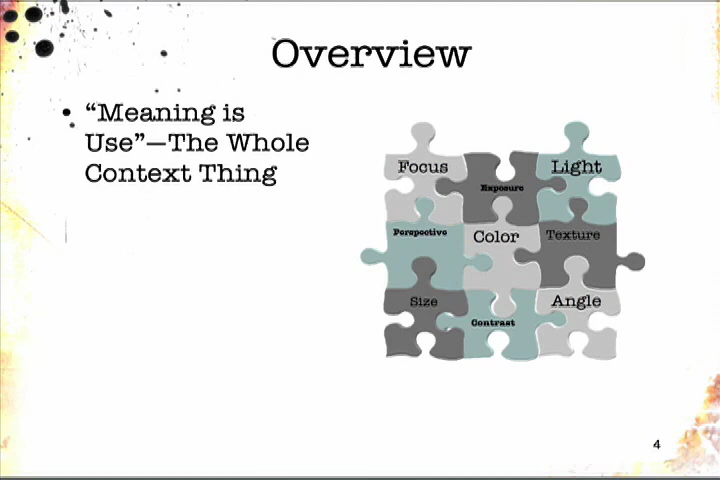 Overview
• “Meaning is
Use”—The Whole
Context Thing
Focus
Exposure
Light
Perspective
Color
Texture
Size
Contrast
Angle
4